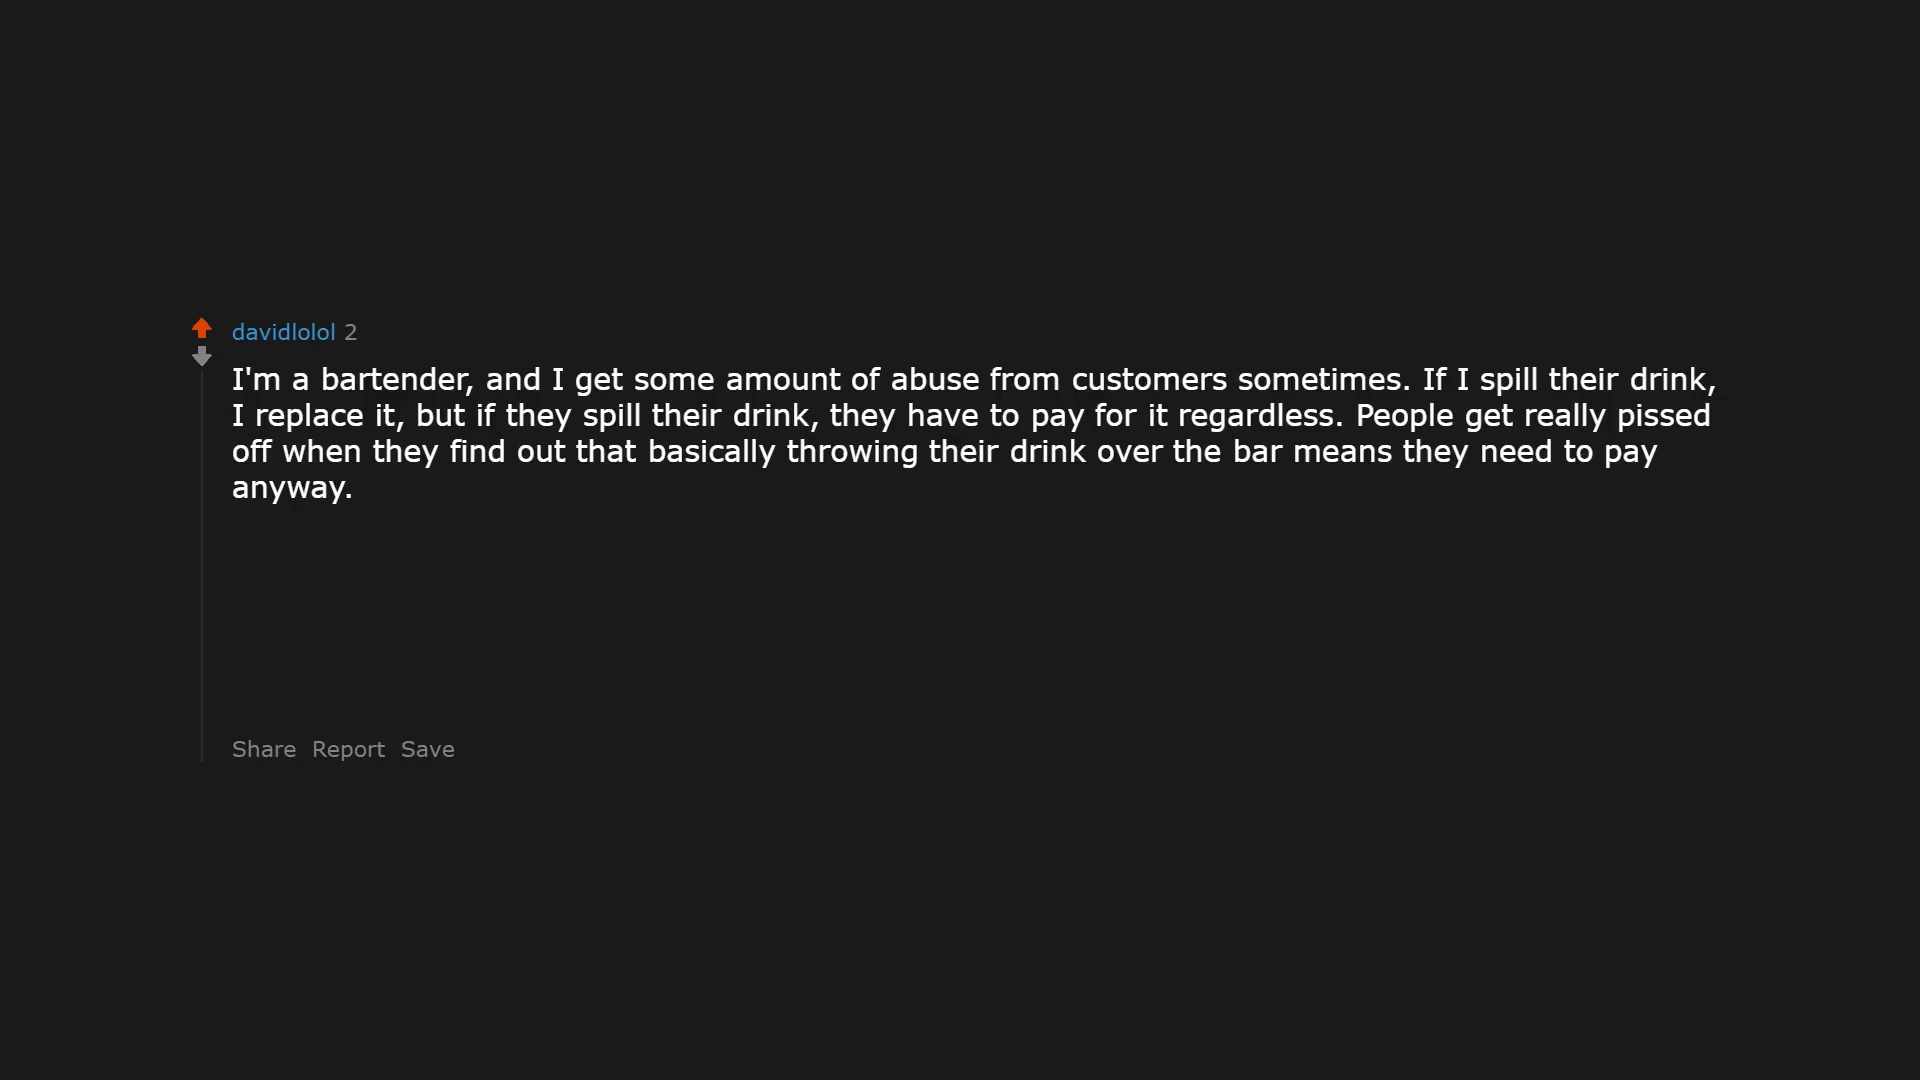 davidlolol 2
I'm a bartender, and I get some amount of abuse from customers sometimes. If I spill their drink,
I replace it, but if they spill their drink, they have to pay for it regardless. People get really pissed
off when they find out that basically throwing their drink over the bar means they need to pay
anyway.
Share Report Save